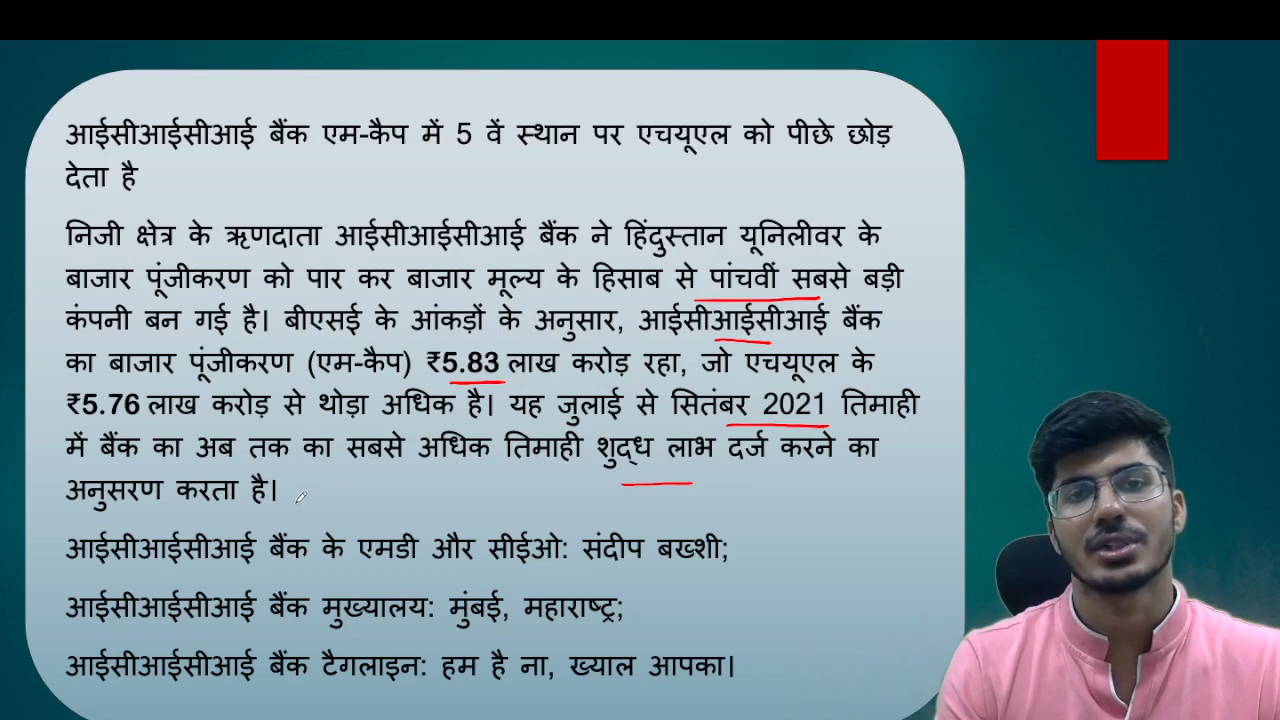 आईसीआईसीआई बैंक एम-कैप में 5 वें स्थान पर एचयूएल को पीछे छोड़
देता है
निजी क्षेत्र के ऋणदाता आईसीआईसीआई बैंक ने हिंदुस्तान यूनिलीवर के
बाजार पूंजीकरण को पार कर बाजार मूल्य के हिसाब से पांचवीं सबसे बड़ी
कंपनी बन गई है। बीएसई के आंकड़ों के अनुसार, आईसीआईसीआई बैंक
का बाजार पूंजीकरण (एम-कैप) ₹5.83 लाख करोड़ रहा, जो एचयूएल के
₹5.76 लाख करोड़ से थोड़ा अधिक है। यह जुलाई से सितंबर 2021 तिमाही
में बैंक का अब तक का सबसे अधिक तिमाही शुद्ध लाभ दर्ज करने का
अनुसरण करता है।
आईसीआईसीआई बैंक के एमडी और सीईओ: संदीप बख्शी;
आईसीआईसीआई बैंक मुख्यालय: मुंबई, महाराष्ट्र;
आईसीआईसीआई बैंक टैगलाइन: हम है ना, ख्याल आपका।